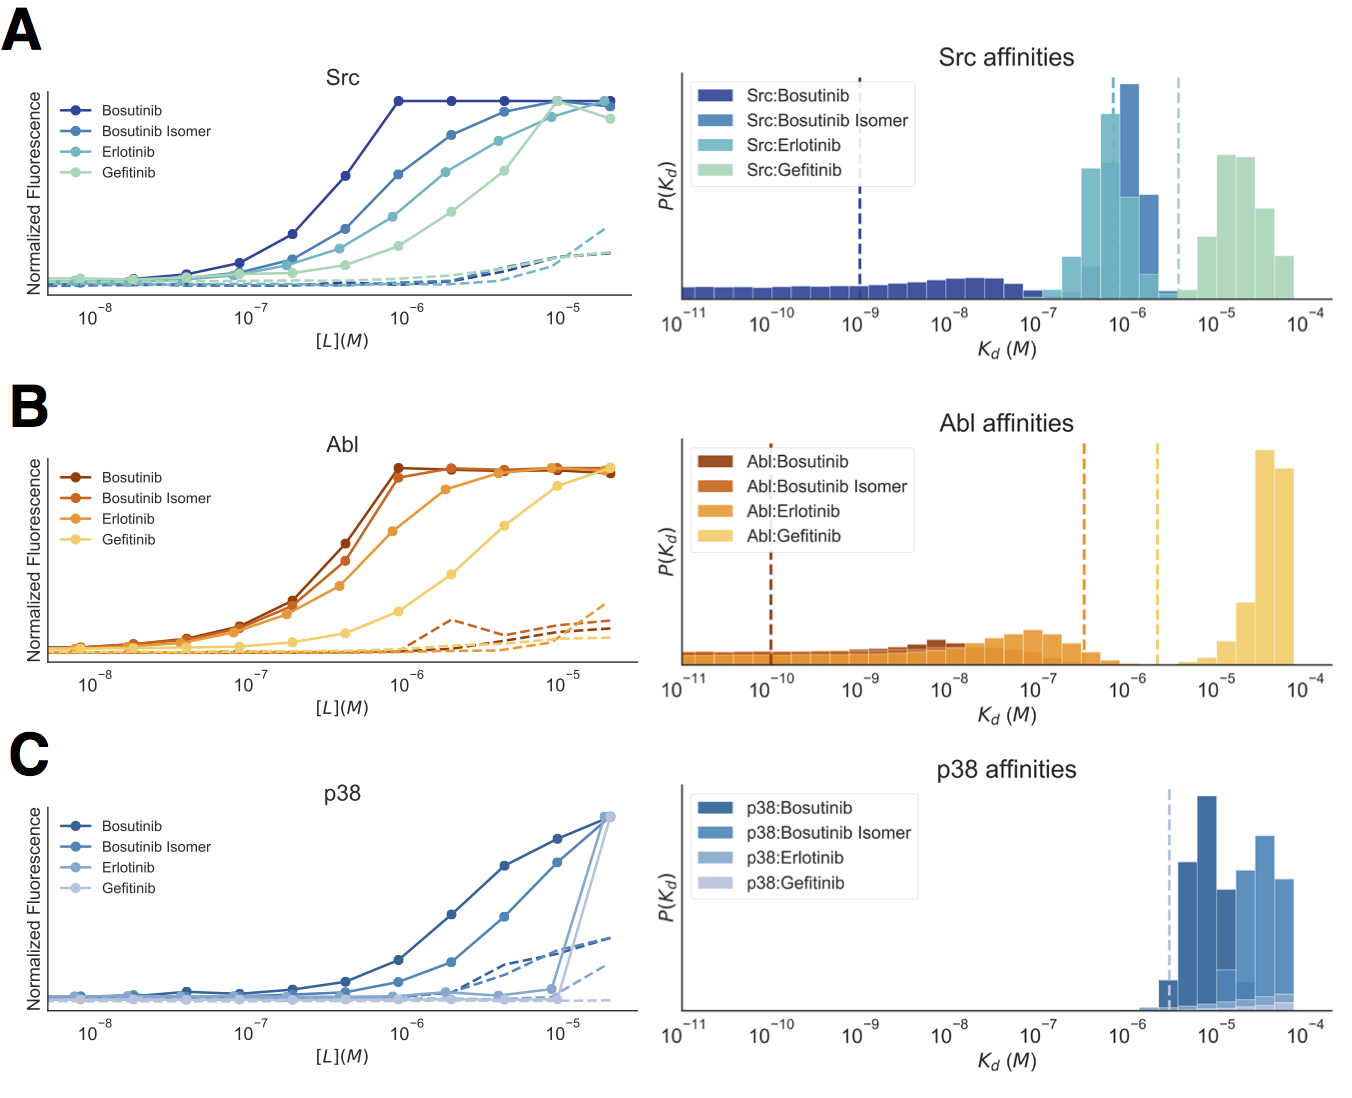 A
Src
Normalized Fluorescence
Bosutinib
Bosutinib Isomer
Erlotinib
Gefitinib
10⁻⁸ 10⁻⁷ 10⁻⁶ 10⁻⁵
[L](M)
Src affinities
P(K_d)
Src:Bosutinib
Src:Bosutinib Isomer
Src:Erlotinib
Src:Gefitinib
10⁻¹¹ 10⁻¹⁰ 10⁻⁹ 10⁻⁸ 10⁻⁷ 10⁻⁶ 10⁻⁵ 10⁻⁴
K_d (M)
B
Abl
Normalized Fluorescence
Bosutinib
Bosutinib Isomer
Erlotinib
Gefitinib
10⁻⁸ 10⁻⁷ 10⁻⁶ 10⁻⁵
[L](M)
Abl affinities
P(K_d)
Abl:Bosutinib
Abl:Bosutinib Isomer
Abl:Erlotinib
Abl:Gefitinib
10⁻¹¹ 10⁻¹⁰ 10⁻⁹ 10⁻⁸ 10⁻⁷ 10⁻⁶ 10⁻⁵ 10⁻⁴
K_d (M)
C
p38
Normalized Fluorescence
Bosutinib
Bosutinib Isomer
Erlotinib
Gefitinib
10⁻⁸ 10⁻⁷ 10⁻⁶ 10⁻⁵
[L](M)
p38 affinities
P(K_d)
p38:Bosutinib
p38:Bosutinib Isomer
p38:Erlotinib
p38:Gefitinib
10⁻¹¹ 10⁻¹⁰ 10⁻⁹ 10⁻⁸ 10⁻⁷ 10⁻⁶ 10⁻⁵ 10⁻⁴
K_d (M)